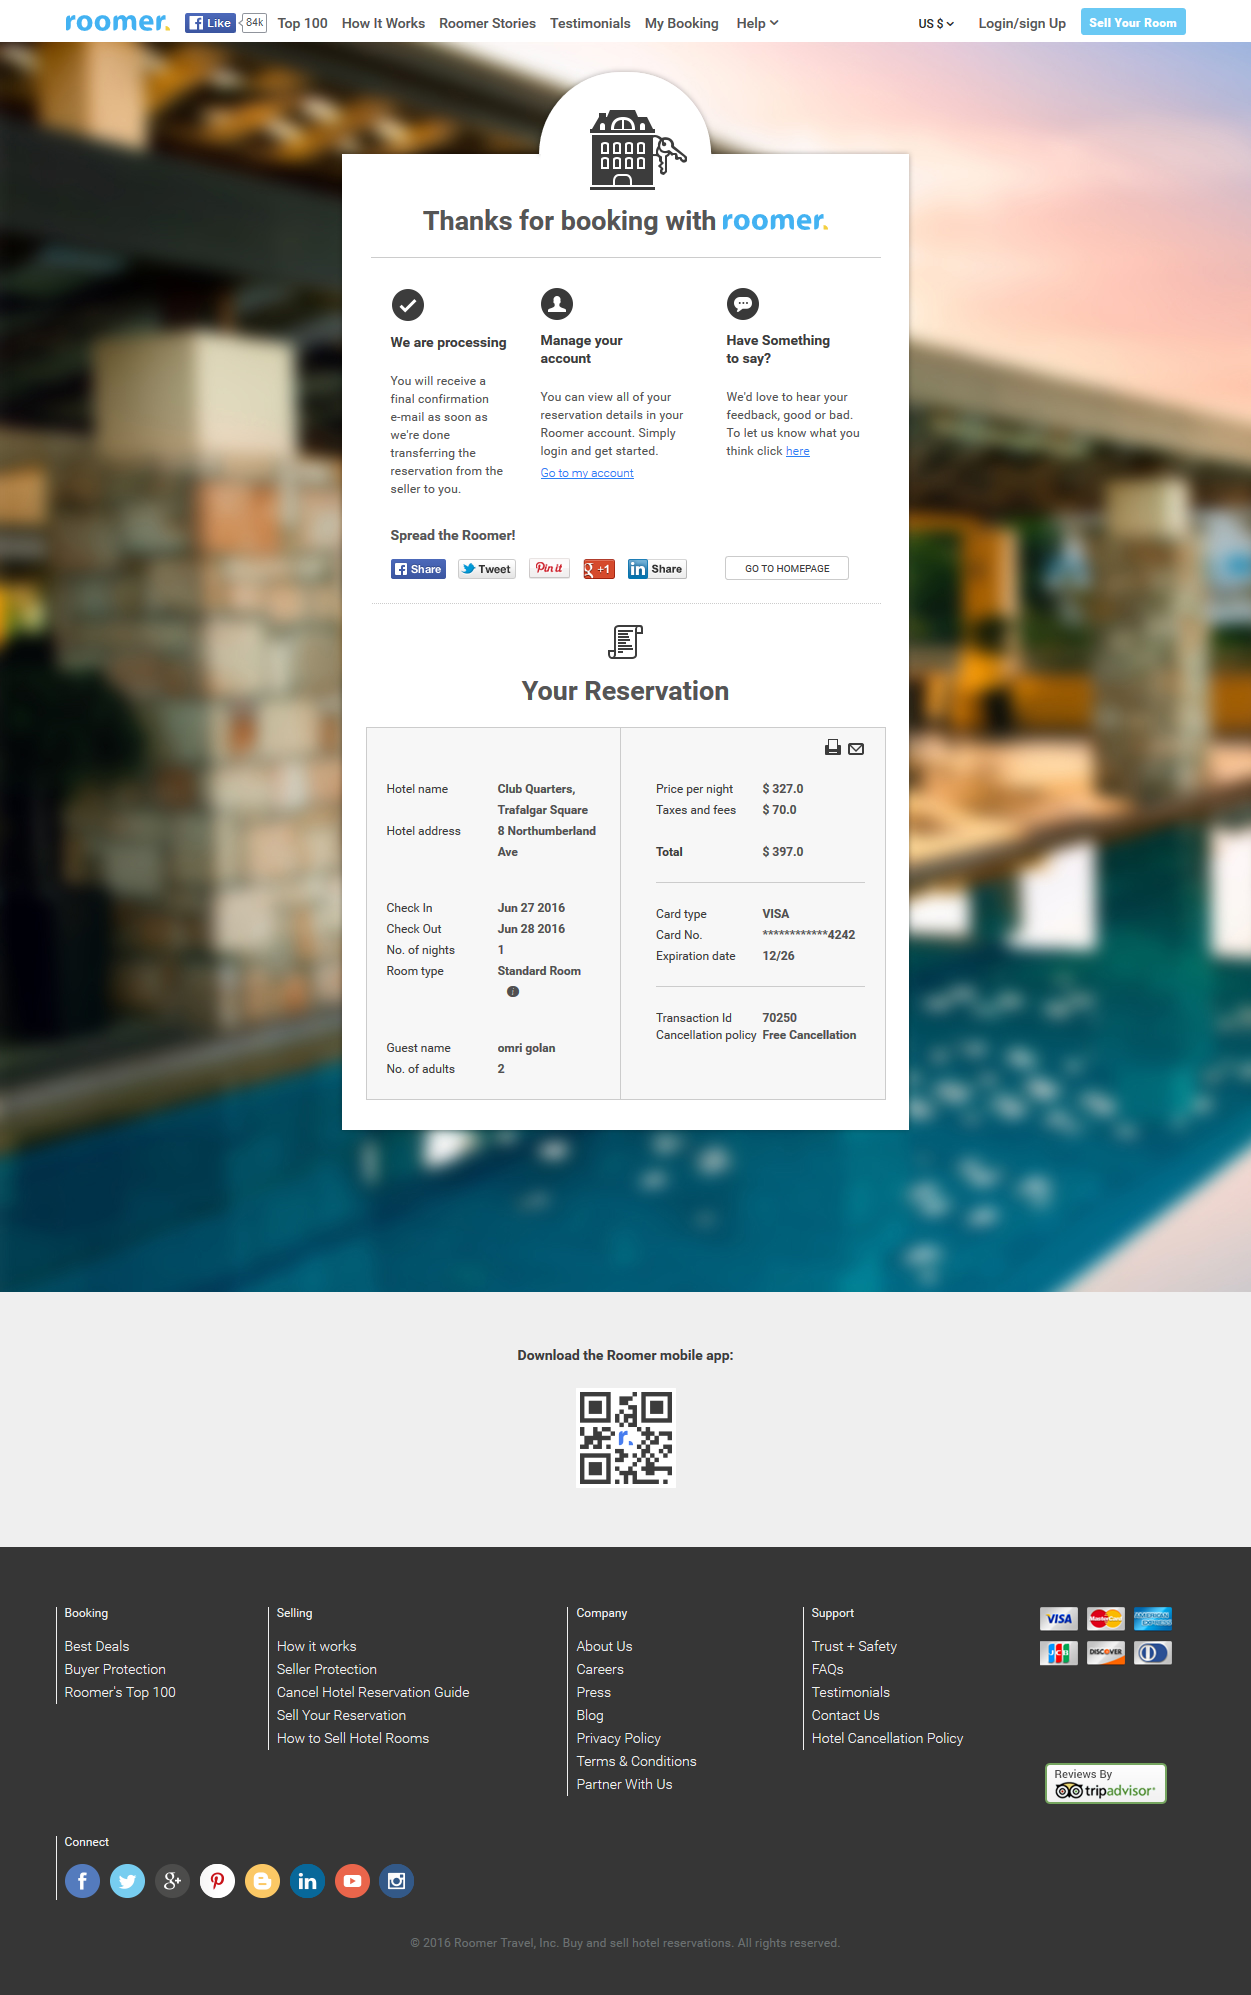 roomer.
Like
84k
Top 100
How It Works
Roomer Stories
Testimonials
My Booking
Help
US $
Login/sign Up
Sell Your Room
Thanks for booking with roomer.
We are processing
You will receive a
final confirmation
e-mail as soon as
we're done
transferring the
reservation from the
seller to you.
Manage your
account
You can view all of your
reservation details in your
Roomer account. Simply
login and get started.
Go to my account
Have Something
to say?
We'd love to hear your
feedback, good or bad.
To let us know what you
think click here
Spread the Roomer!
Share
Tweet
Pin it
g +1
in Share
GO TO HOMEPAGE
Your Reservation
Hotel name Club Quarters,
Trafalgar Square
Hotel address 8 Northumberland
Ave
Check In Jun 27 2016
Check Out Jun 28 2016
No. of nights 1
Room type Standard Room
i
Guest name omri golan
No. of adults 2
Price per night $ 327.0
Taxes and fees $ 70.0
Total $ 397.0
Card type VISA
Card No. ************4242
Expiration date 12/26
Transaction Id 70250
Cancellation policy Free Cancellation
Download the Roomer mobile app:
r.
Booking
Best Deals
Buyer Protection
Roomer's Top 100
Selling
How it works
Seller Protection
Cancel Hotel Reservation Guide
Sell Your Reservation
How to Sell Hotel Rooms
Company
About Us
Careers
Press
Blog
Privacy Policy
Terms & Conditions
Partner With Us
Support
Trust + Safety
FAQs
Testimonials
Contact Us
Hotel Cancellation Policy
VISA
MasterCard
AMERICAN EXPRESS
JCB
DISCOVER
Reviews By
tripadvisor
Connect
© 2016 Roomer Travel, Inc. Buy and sell hotel reservations. All rights reserved.